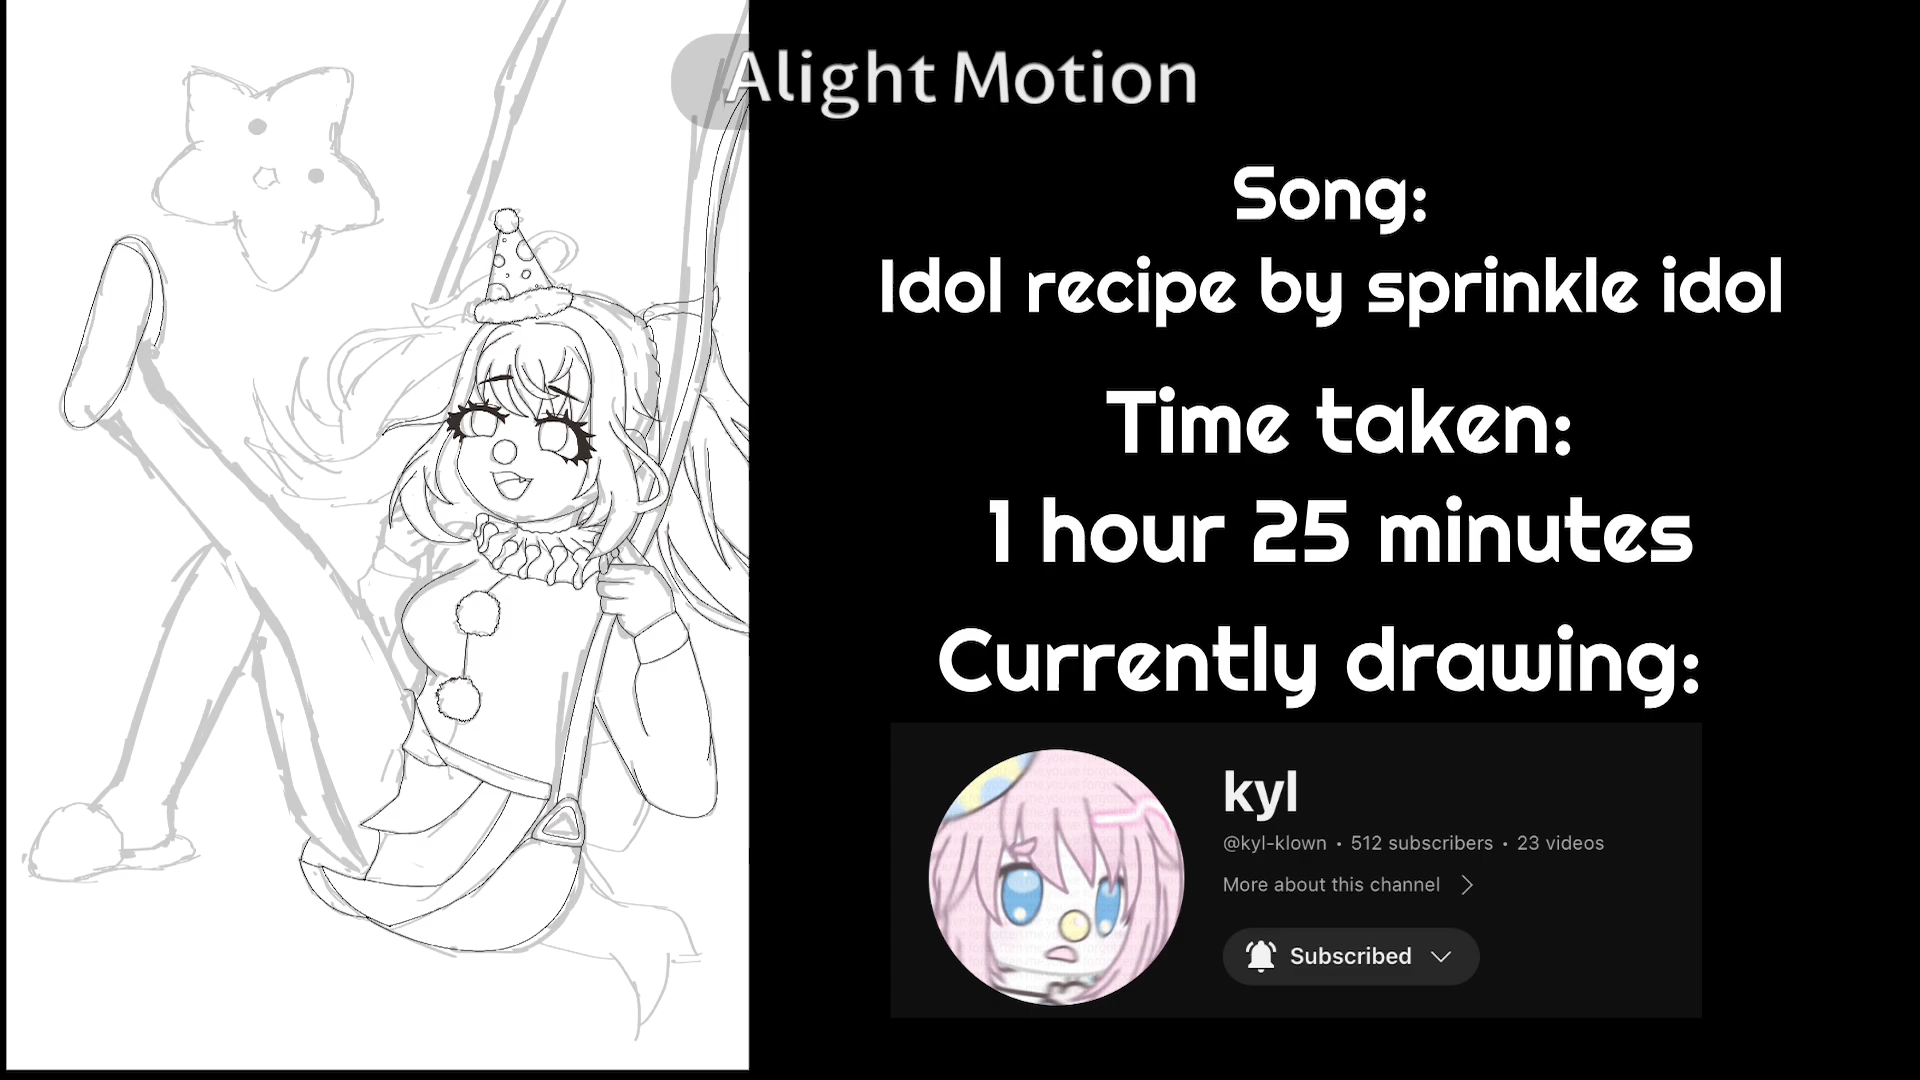 Alight Motion
Song:
Idol recipe by sprinkle idol
Time taken:
1 hour 25 minutes
Currently drawing:
kyl
@kyl-klown • 512 subscribers • 23 videos
More about this channel
Subscribed